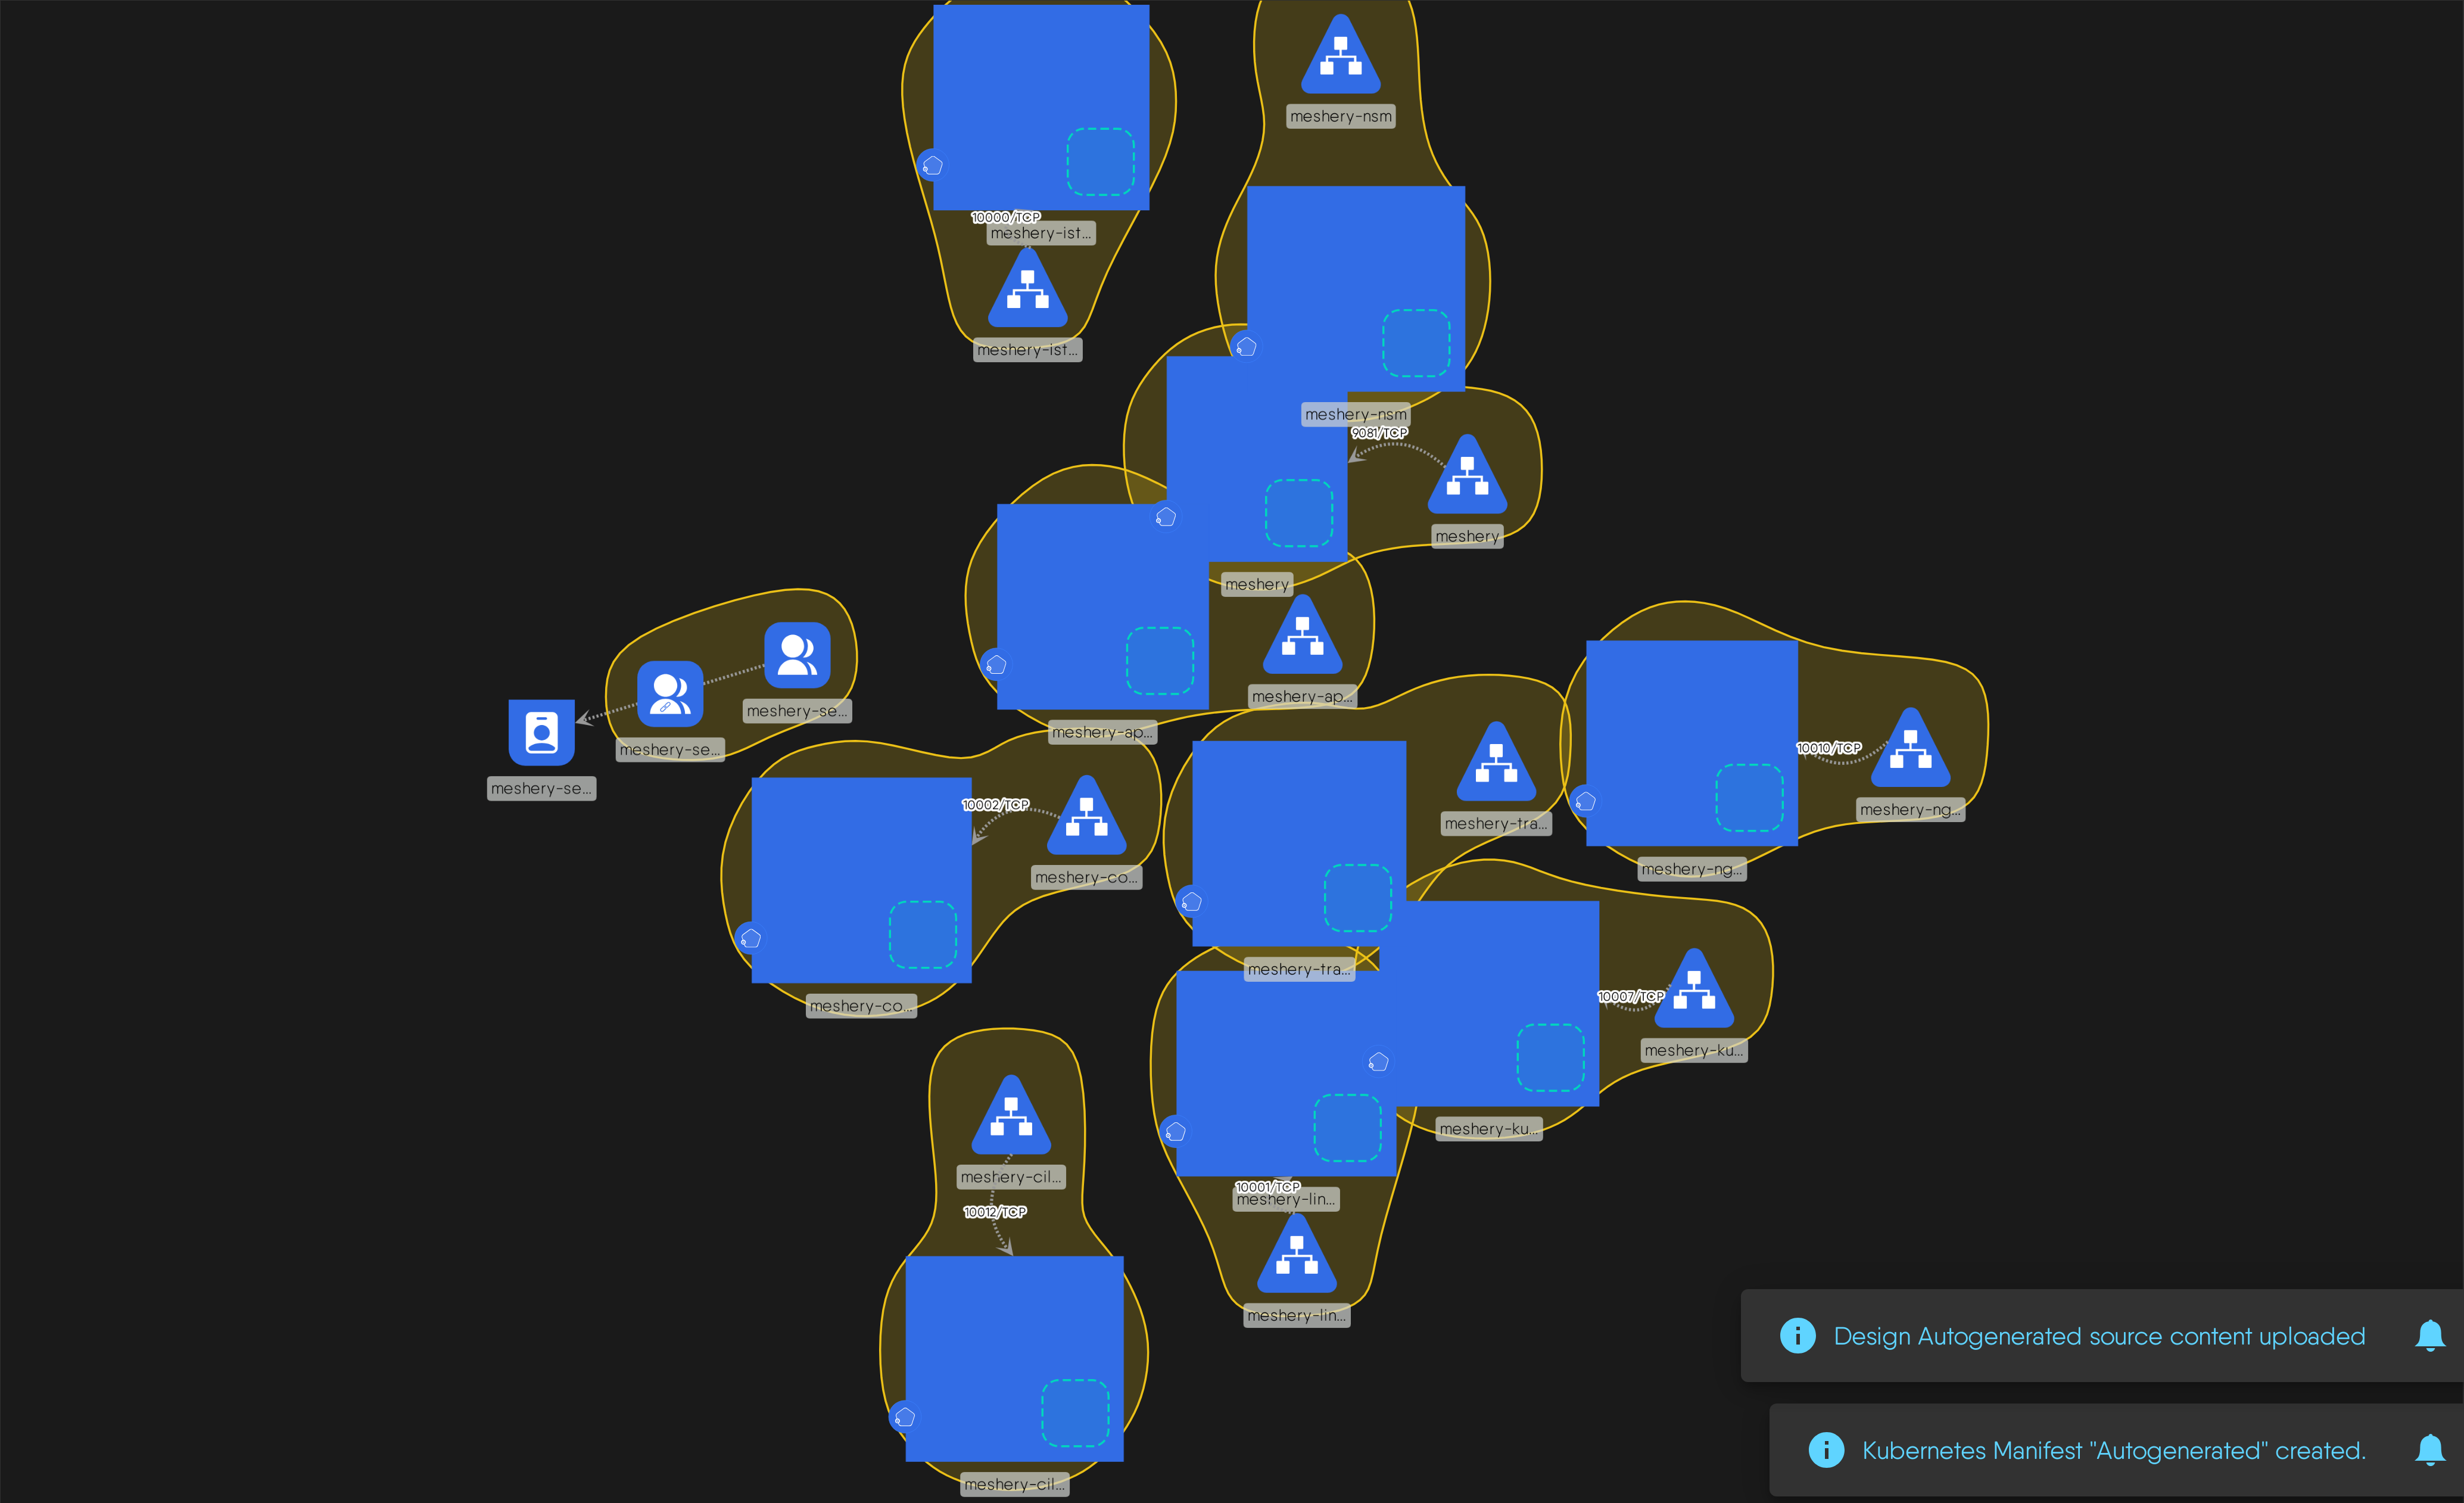 meshery-nsm
10000/TCP
meshery-ist...
meshery-ist...
meshery-nsm
9081/TCP
meshery
meshery
meshery-ap...
meshery-ap...
meshery-se...
meshery-se...
meshery-se...
10002/TCP
meshery-co...
meshery-co...
meshery-tra...
meshery-tra...
10010/TCP
meshery-ng...
meshery-ng...
10007/TCP
meshery-ku...
meshery-ku...
meshery-cil...
10012/TCP
meshery-cil...
10001/TCP
meshery-lin...
meshery-lin...
Design Autogenerated source content uploaded
Kubernetes Manifest "Autogenerated" created.